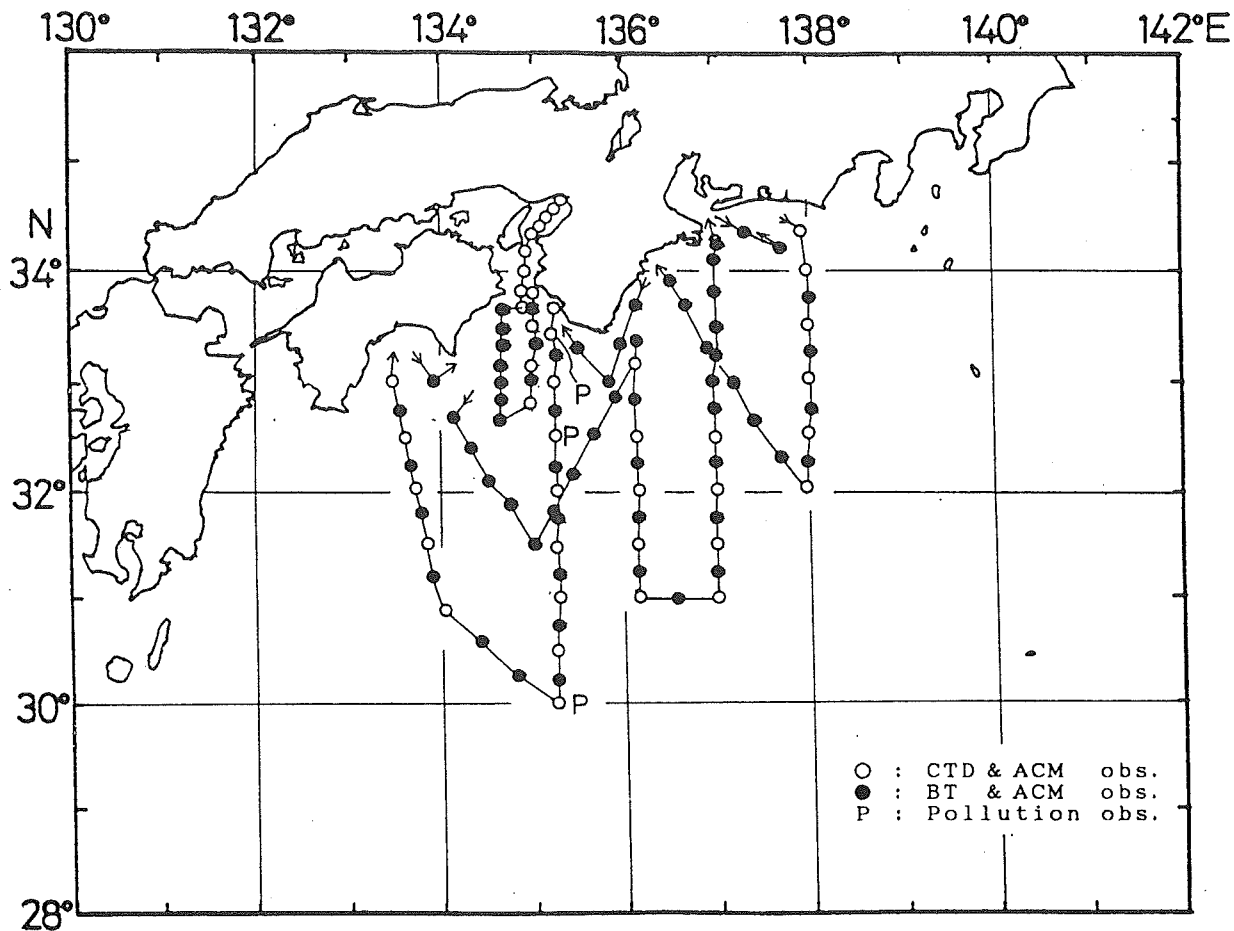 130° 132° 134° 136° 138° 140° 142°E
N
34°
P
P
32°
30°
P
○ : CTD & ACM obs.
● : BT & ACM obs.
P : Pollution obs.
28°